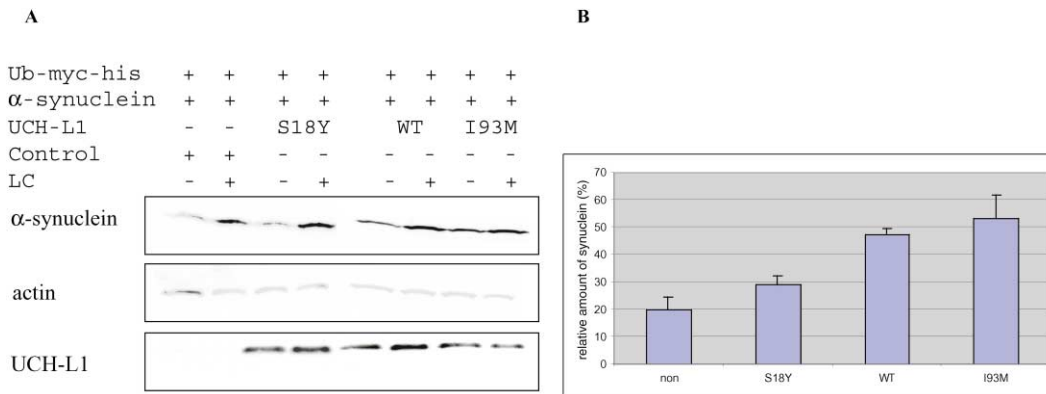 A
B
Ub-myc-his + + + + + + + +
α-synuclein + + + + + + + +
UCH-L1 - - S18Y WT I93M
Control + + - - - - - -
LC - + - + - + - +
α-synuclein
actin
UCH-L1
relative amount of synuclein (%)
70
60
50
40
30
20
10
0
non S18Y WT I93M